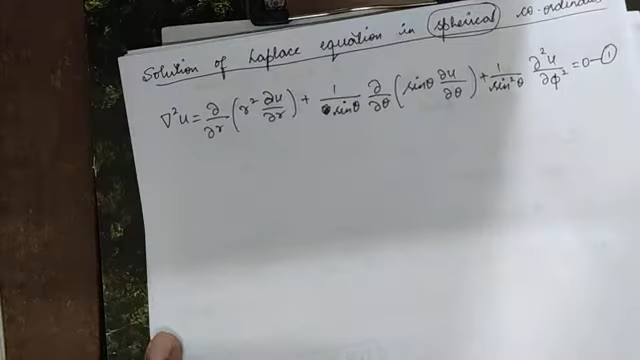 Solution of Laplace equation in spherical co-ordinates
∇²u = ∂/∂r (r² ∂u/∂r) + 1/sinθ ∂/∂θ (sinθ ∂u/∂θ) + 1/sin²θ ∂²u/∂ϕ² = 0 — ①